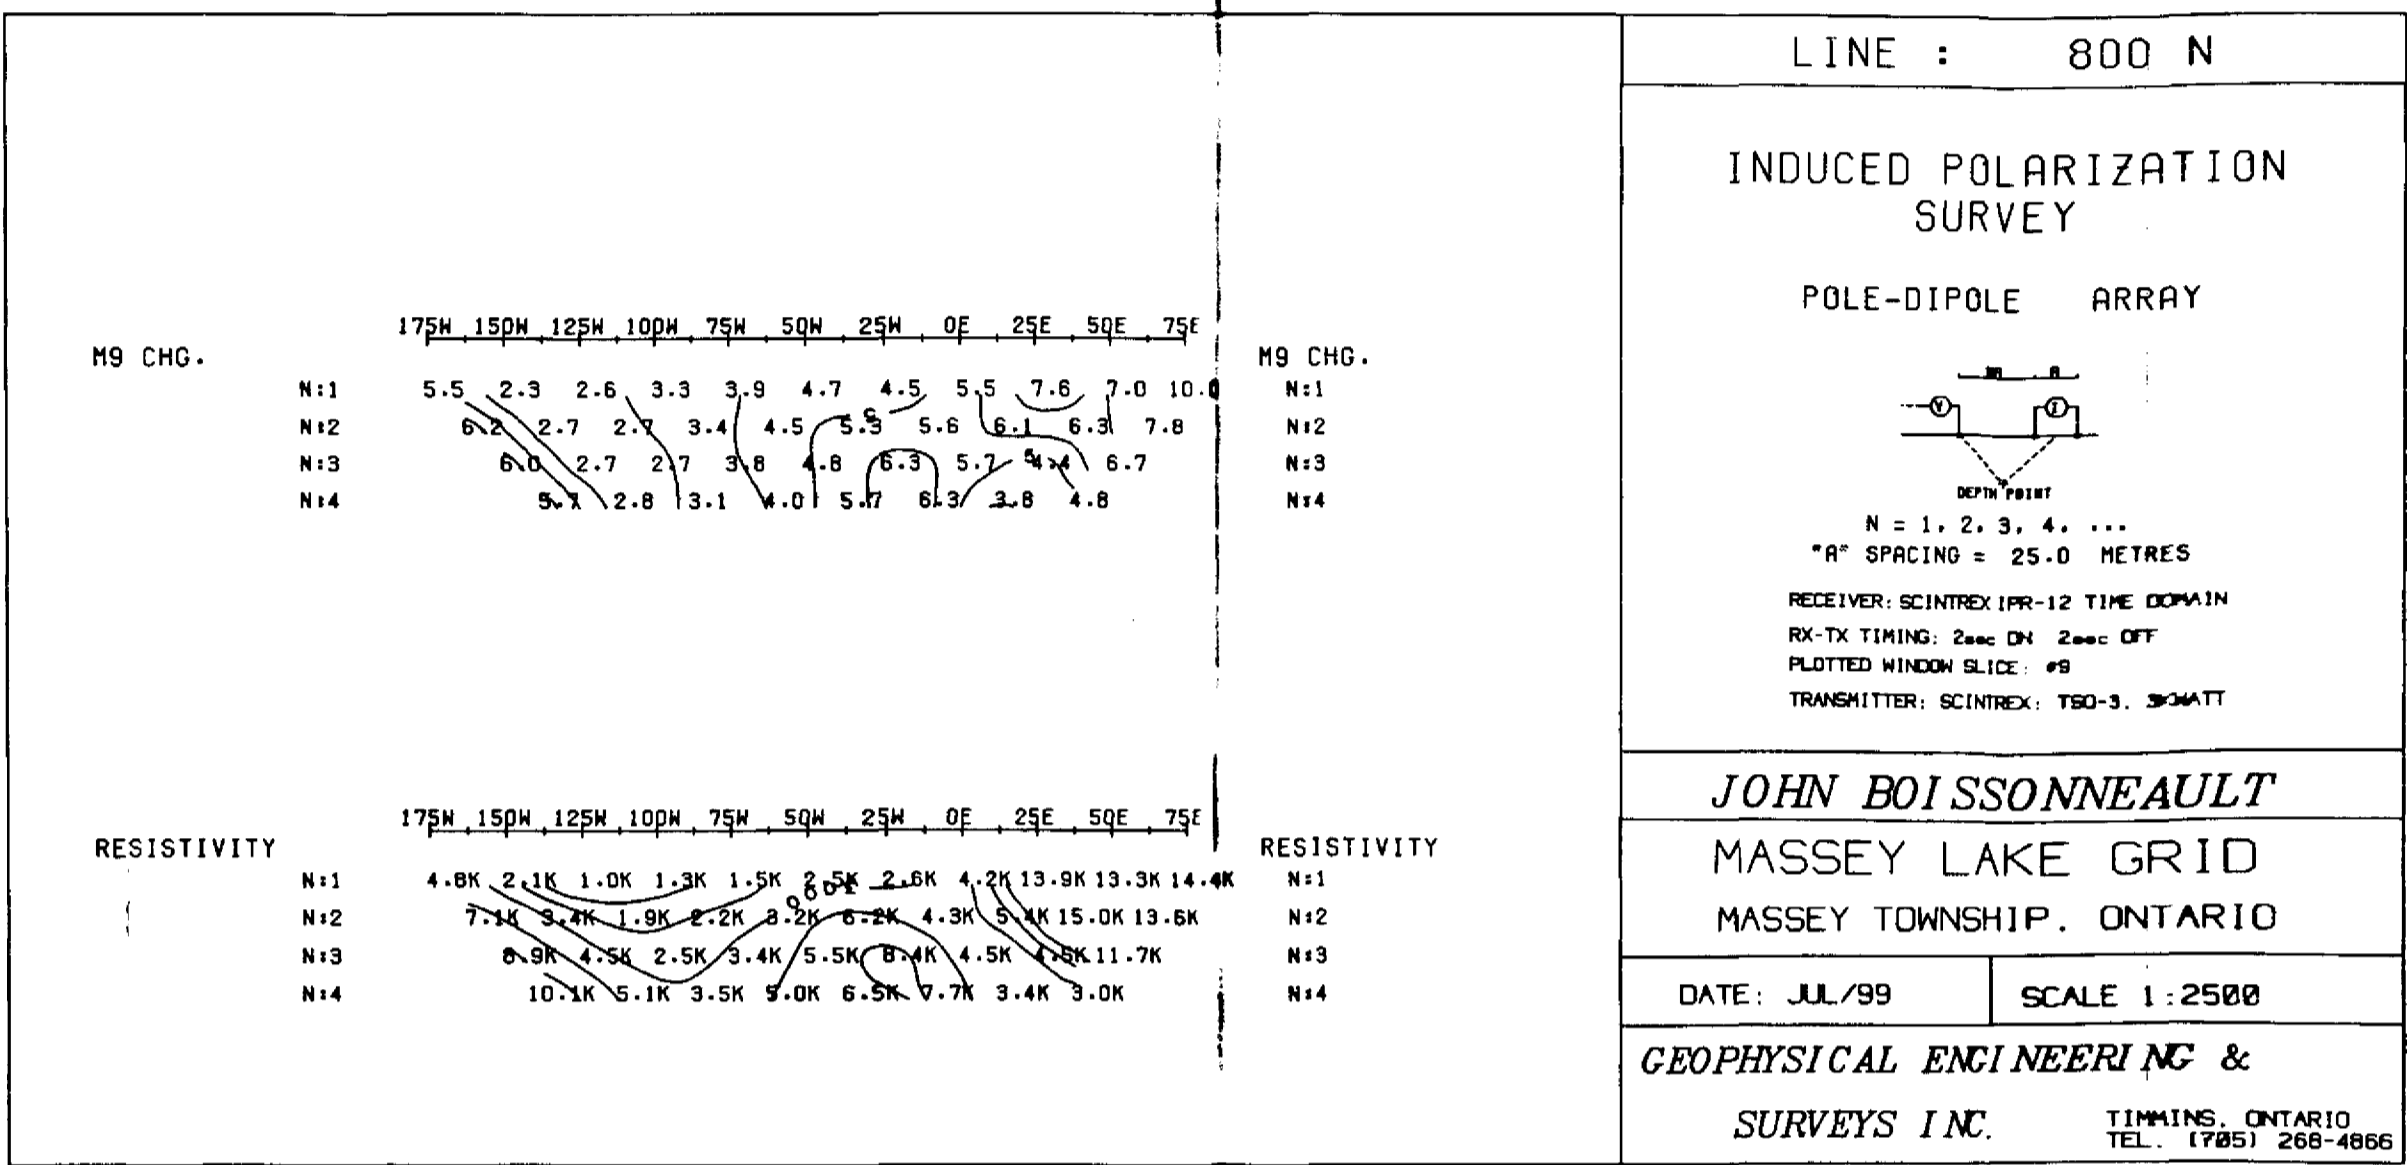 175W 150W 125W 100W 75W 50W 25W 0E 25E 50E 75E
M9 CHG. M9 CHG.
N:1 5.5 2.3 2.6 3.3 3.9 4.7 4.5 5.5 7.6 7.0 10.0 N:1
N:2 6.2 2.7 2.7 3.4 4.5 5.3 5.6 6.1 6.3 7.8 N:2
N:3 6.0 2.7 2.7 3.8 4.8 6.3 5.7 4.4 6.7 N:3
N:4 5.7 2.8 3.1 4.0 5.7 6.3 3.8 4.8 N:4
175W 150W 125W 100W 75W 50W 25W 0E 25E 50E 75E
RESISTIVITY RESISTIVITY
N:1 4.8K 2.1K 1.0K 1.3K 1.5K 2.5K 2.6K 4.2K 13.9K 13.3K 14.4K N:1
N:2 7.1K 3.4K 1.9K 2.2K 3.2K 6.2K 4.3K 5.4K 15.0K 13.6K N:2
N:3 8.9K 4.5K 2.5K 3.4K 5.5K 8.4K 4.5K 4.5K 11.7K N:3
N:4 10.1K 5.1K 3.5K 5.0K 6.5K 7.7K 3.4K 3.0K N:4
LINE : 800 N
INDUCED POLARIZATION
SURVEY
POLE-DIPOLE ARRAY
V I
DEPTH POINT
N = 1, 2, 3, 4, ...
"A" SPACING = 25.0 METRES
RECEIVER: SCINTREX IPR-12 TIME DOMAIN
RX-TX TIMING: 2sec ON 2sec OFF
PLOTTED WINDOW SLICE: #9
TRANSMITTER: SCINTREX: TSQ-3.
JOHN BOISSONNEAULT
MASSEY LAKE GRID
MASSEY TOWNSHIP. ONTARIO
DATE: JUL/99 SCALE 1:2500
GEOPHYSICAL ENGINEERING &
SURVEYS INC.
TIMMINS, ONTARIO
TEL. (705) 268-4866